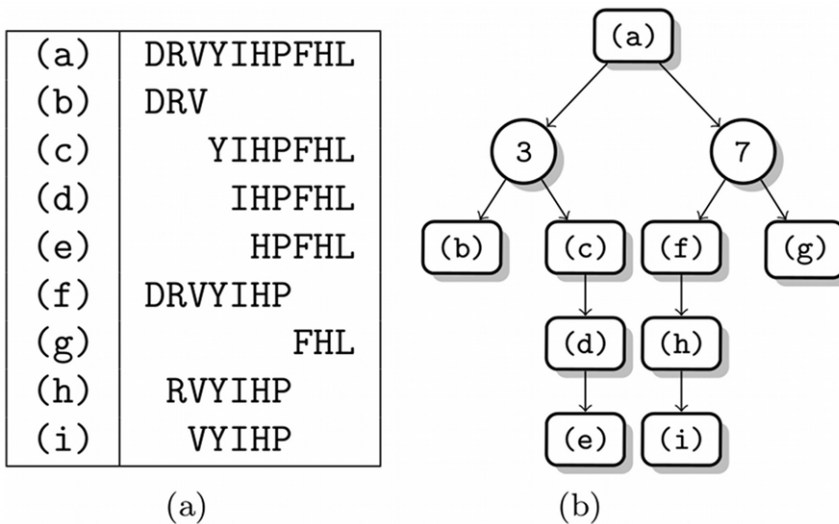 (a) DRVYIHPFHL
(b) DRV
(c) YIHPFHL
(d) IHPFHL
(e) HPFHL
(f) DRVYIHP
(g) FHL
(h) RVYIHP
(i) VYIHP
(a)
(a)
3 7
(b) (c) (f) (g)
(d) (h)
(e) (i)
(b)